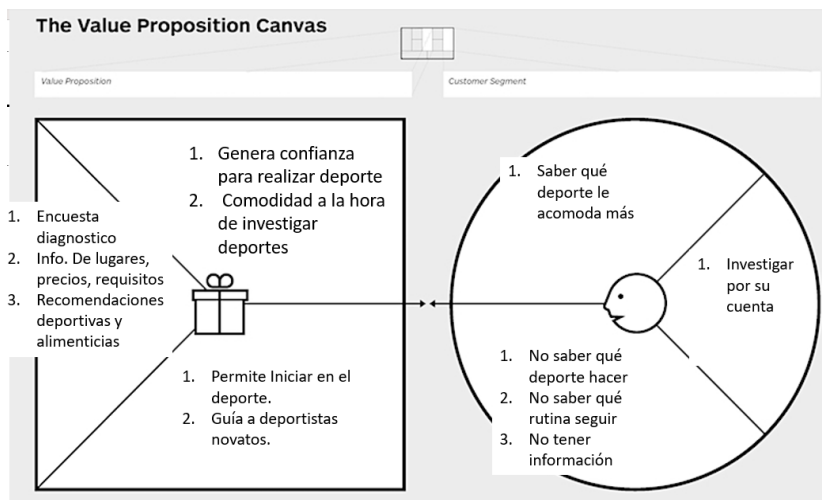 The Value Proposition Canvas
Value Proposition
Customer Segment
1. Genera confianza
para realizar deporte
2. Comodidad a la hora
de investigar
deportes
1. Encuesta
diagnostico
2. Info. De lugares,
precios, requisitos
3. Recomendaciones
deportivas y
alimenticias
1. Permite Iniciar en el
deporte.
2. Guía a deportistas
novatos.
1. Saber qué
deporte le
acomoda más
1. Investigar
por su
cuenta
1. No saber qué
deporte hacer
2. No saber qué
rutina seguir
3. No tener
información